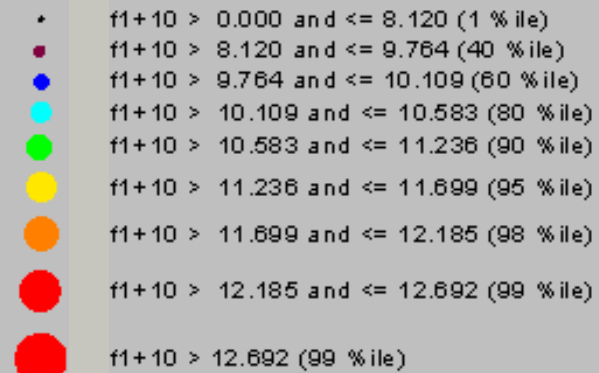 f1+10 > 0.000 and <= 8.120 (1 %ile)
f1+10 > 8.120 and <= 9.764 (40 %ile)
f1+10 > 9.764 and <= 10.109 (60 %ile)
f1+10 > 10.109 and <= 10.583 (80 %ile)
f1+10 > 10.583 and <= 11.236 (90 %ile)
f1+10 > 11.236 and <= 11.699 (95 %ile)
f1+10 > 11.699 and <= 12.185 (98 %ile)
f1+10 > 12.185 and <= 12.692 (99 %ile)
f1+10 > 12.692 (99 %ile)